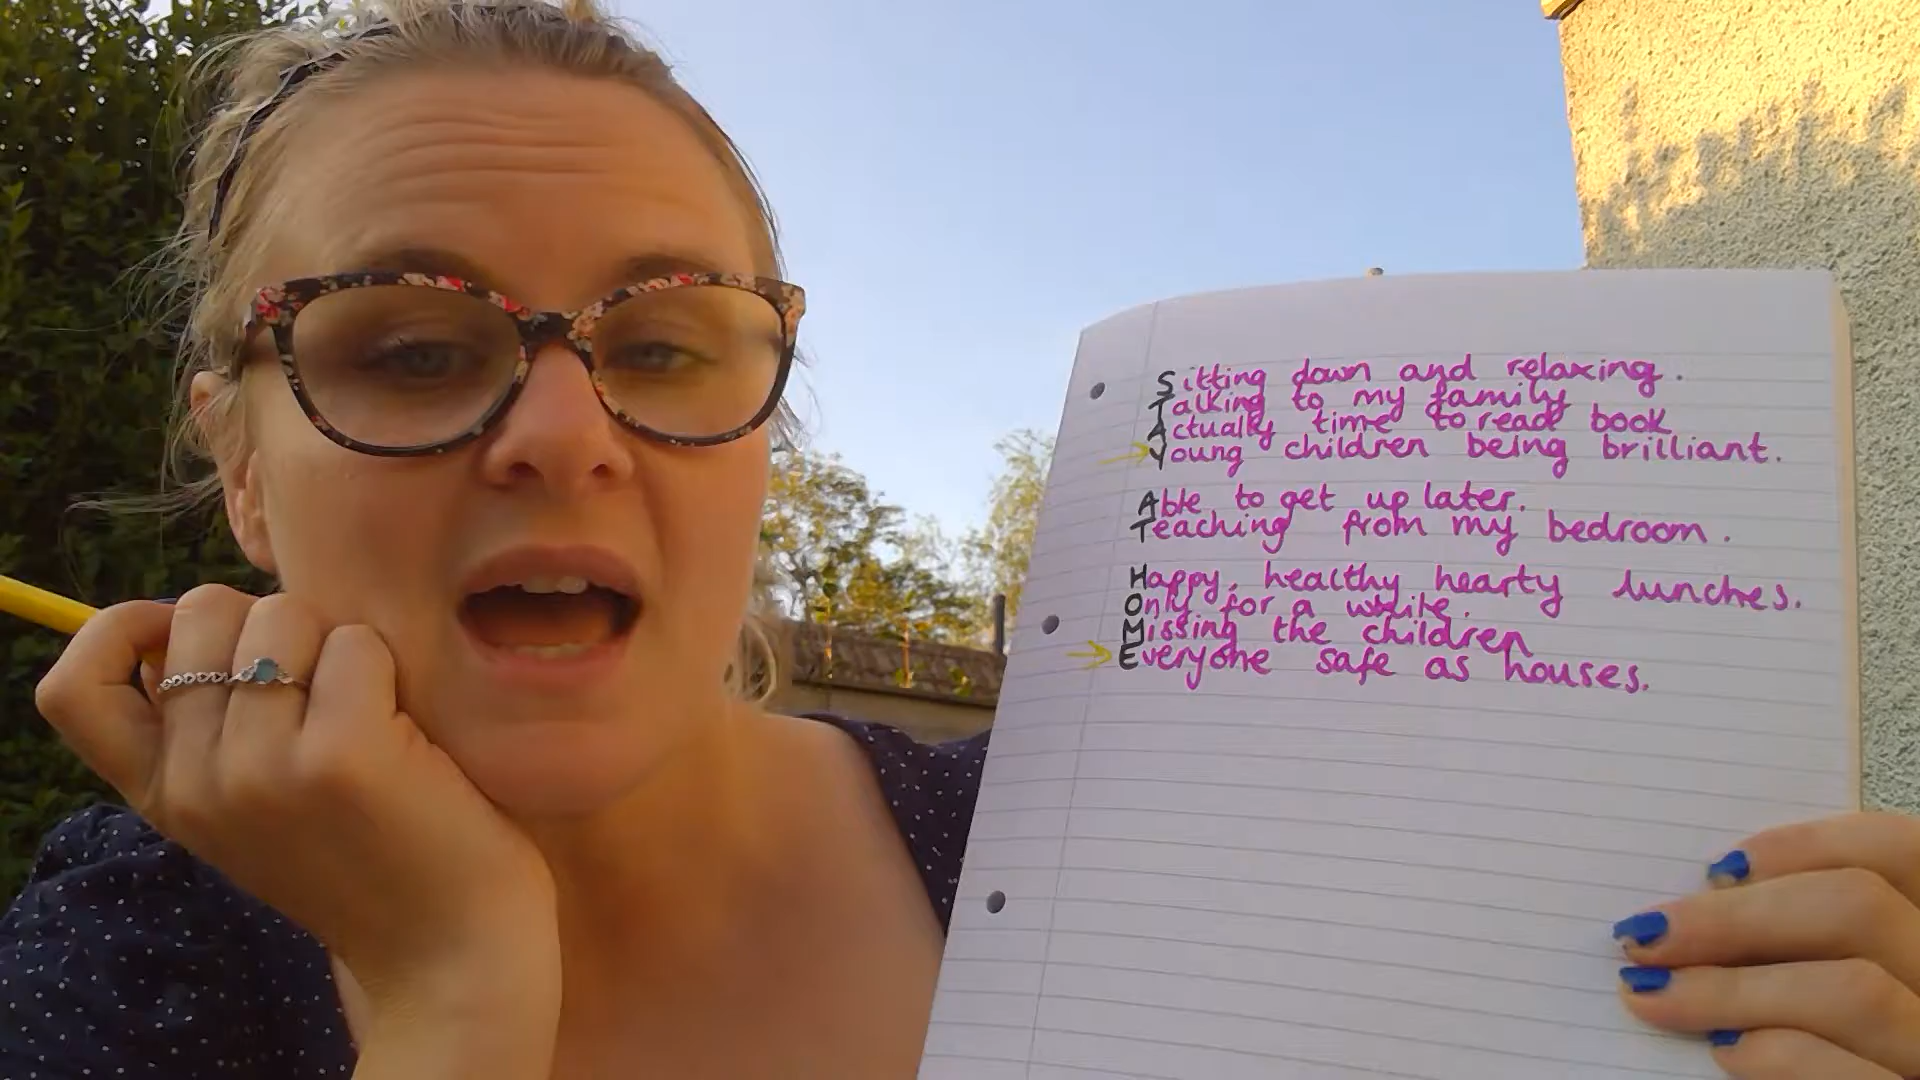 Sitting down and relaxing.
Talking to my family
Actually time to read book
Young children being brilliant.
Able to get up later.
Teaching from my bedroom.
Happy, healthy hearty lunches.
Only for a while.
Missing the children
Everyone safe as houses.